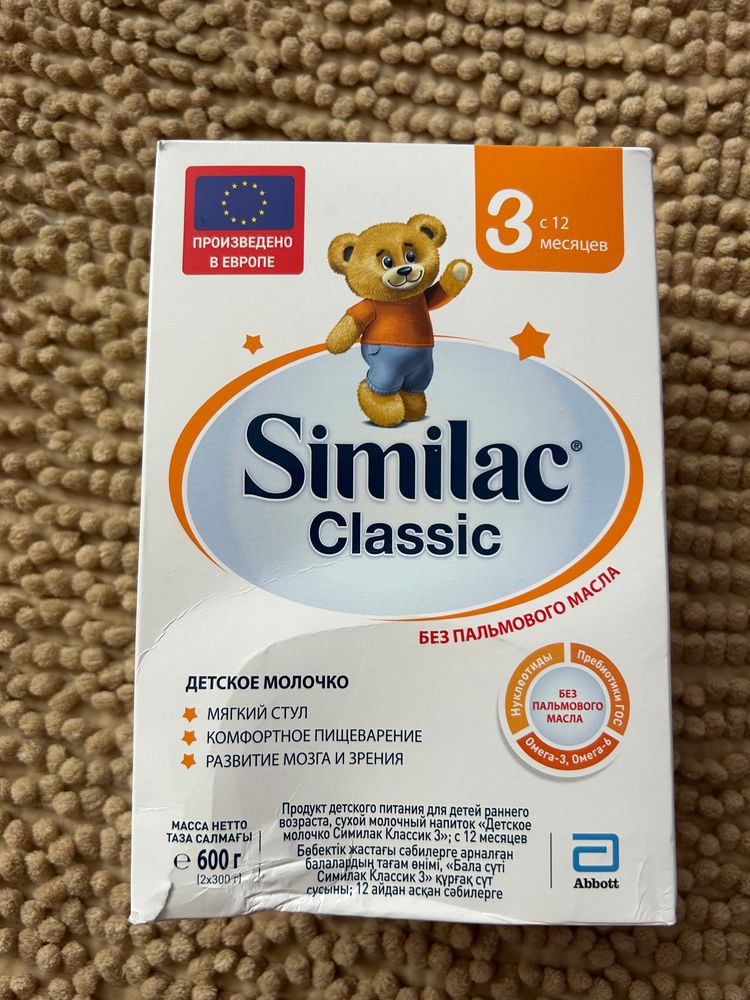 ПРОИЗВЕДЕНО
В ЕВРОПЕ
3
с 12
месяцев
Similac®
Classic
БЕЗ ПАЛЬМОВОГО МАСЛА
ДЕТСКОЕ МОЛОЧКО
МЯГКИЙ СТУЛ
КОМФОРТНОЕ ПИЩЕВАРЕНИЕ
РАЗВИТИЕ МОЗГА И ЗРЕНИЯ
Нуклеотиды
Пребиотики ГОС
БЕЗ
ПАЛЬМОВОГО
МАСЛА
Омега-3, Омега-6
МАССА НЕТТО
ТАЗА САЛМАҒЫ
℮ 600 г
(2x300 г)
Продукт детского питания для детей раннего
возраста, сухой молочный напиток «Детское
молочко Симилак Классик 3»; с 12 месяцев
Бөбектік жастағы сәбилерге арналған
балалардың тағам өнімі, «Бала сүті
Симилак Классик 3» құрғақ сүт
сусыны; 12 айдан асқан сәбилерге
Abbott